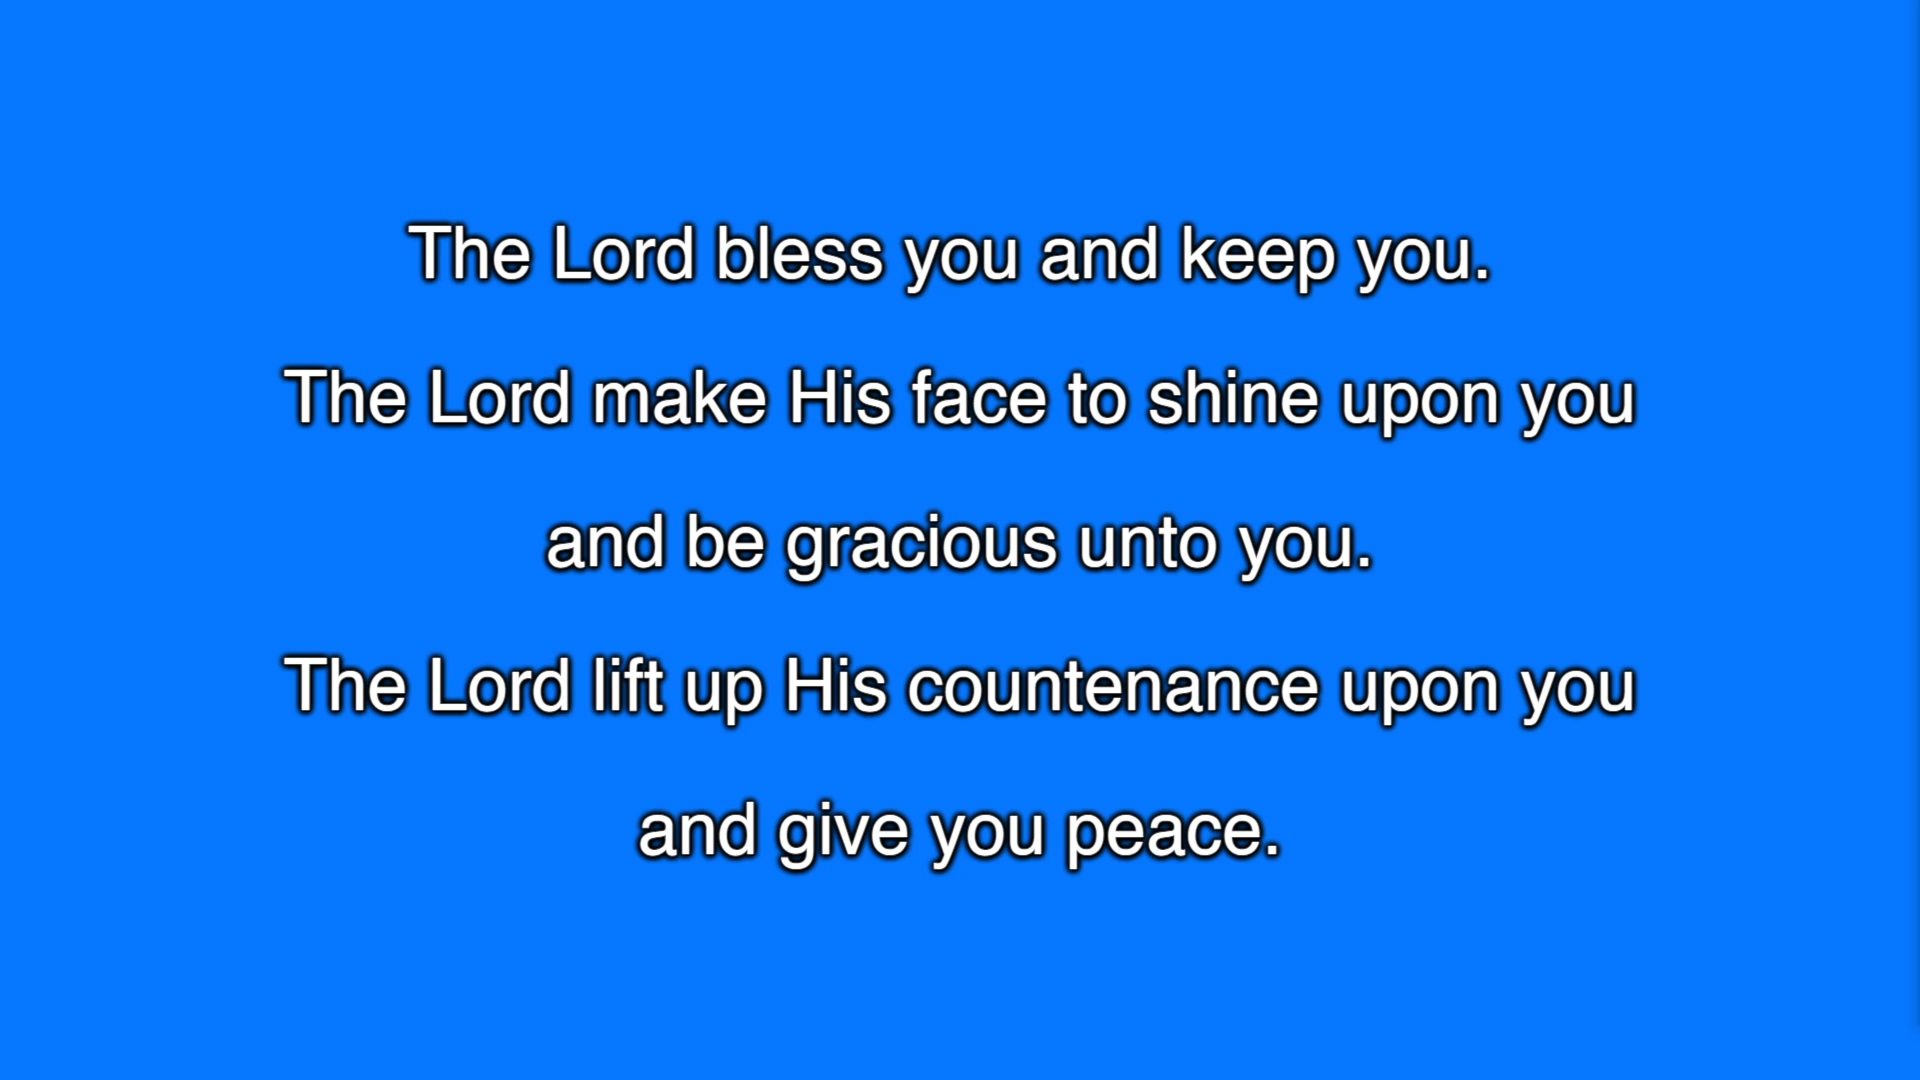 The Lord bless you and keep you.
The Lord make His face to shine upon you
and be gracious unto you.
The Lord lift up His countenance upon you
and give you peace.